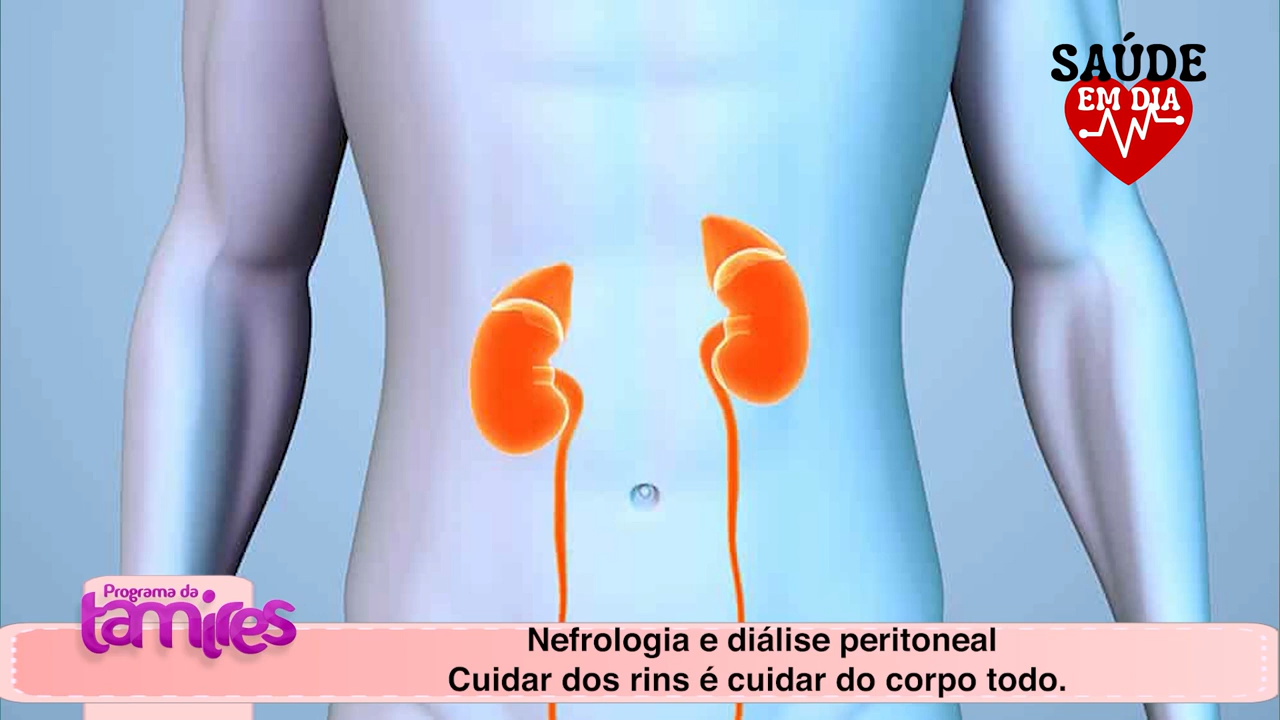 SAÚDE
EM DIA
Programa da
tamires
Nefrologia e diálise peritoneal
Cuidar dos rins é cuidar do corpo todo.